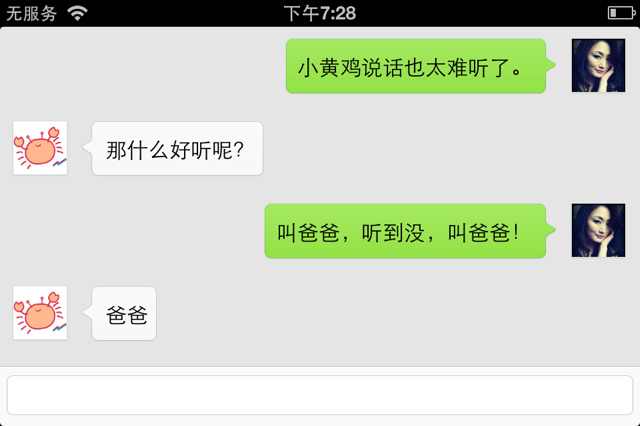 无服务 下午7:28
小黄鸡说话也太难听了。
那什么好听呢？
叫爸爸，听到没，叫爸爸！
爸爸